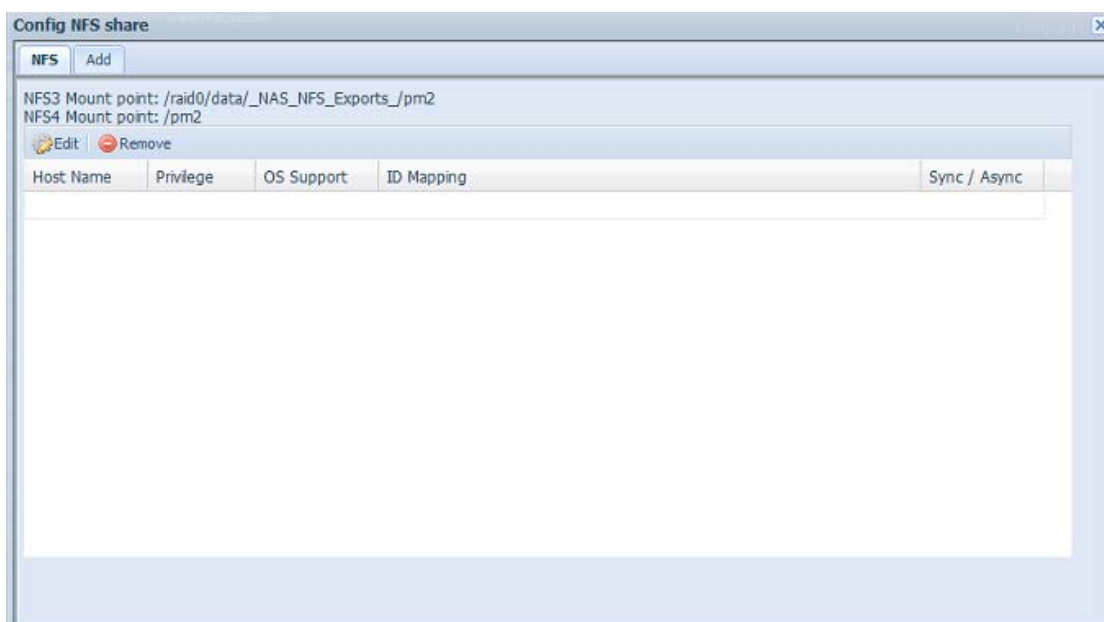 Config NFS share
NFS Add
NFS3 Mount point: /raid0/data/_NAS_NFS_Exports_/pm2
NFS4 Mount point: /pm2
Edit Remove
Host Name Privilege OS Support ID Mapping Sync / Async